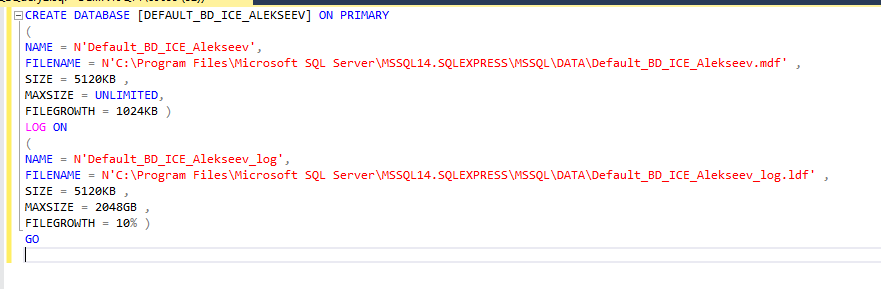 CREATE DATABASE [DEFAULT_BD_ICE_ALEKSEEV] ON PRIMARY
(
NAME = N'Default_BD_ICE_Alekseev',
FILENAME = N'C:\Program Files\Microsoft SQL Server\MSSQL14.SQLEXPRESS\MSSQL\DATA\Default_BD_ICE_Alekseev.mdf' ,
SIZE = 5120KB ,
MAXSIZE = UNLIMITED,
FILEGROWTH = 1024KB )
LOG ON
(
NAME = N'Default_BD_ICE_Alekseev_log',
FILENAME = N'C:\Program Files\Microsoft SQL Server\MSSQL14.SQLEXPRESS\MSSQL\DATA\Default_BD_ICE_Alekseev_log.ldf' ,
SIZE = 5120KB ,
MAXSIZE = 2048GB ,
FILEGROWTH = 10% )
GO